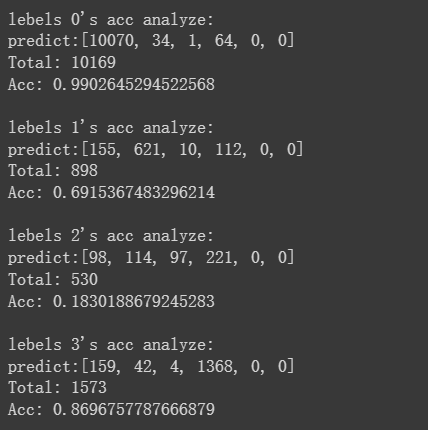 lebels 0's acc analyze:
predict:[10070, 34, 1, 64, 0, 0]
Total: 10169
Acc: 0.9902645294522568
lebels 1's acc analyze:
predict:[155, 621, 10, 112, 0, 0]
Total: 898
Acc: 0.6915367483296214
lebels 2's acc analyze:
predict:[98, 114, 97, 221, 0, 0]
Total: 530
Acc: 0.1830188679245283
lebels 3's acc analyze:
predict:[159, 42, 4, 1368, 0, 0]
Total: 1573
Acc: 0.8696757787666879